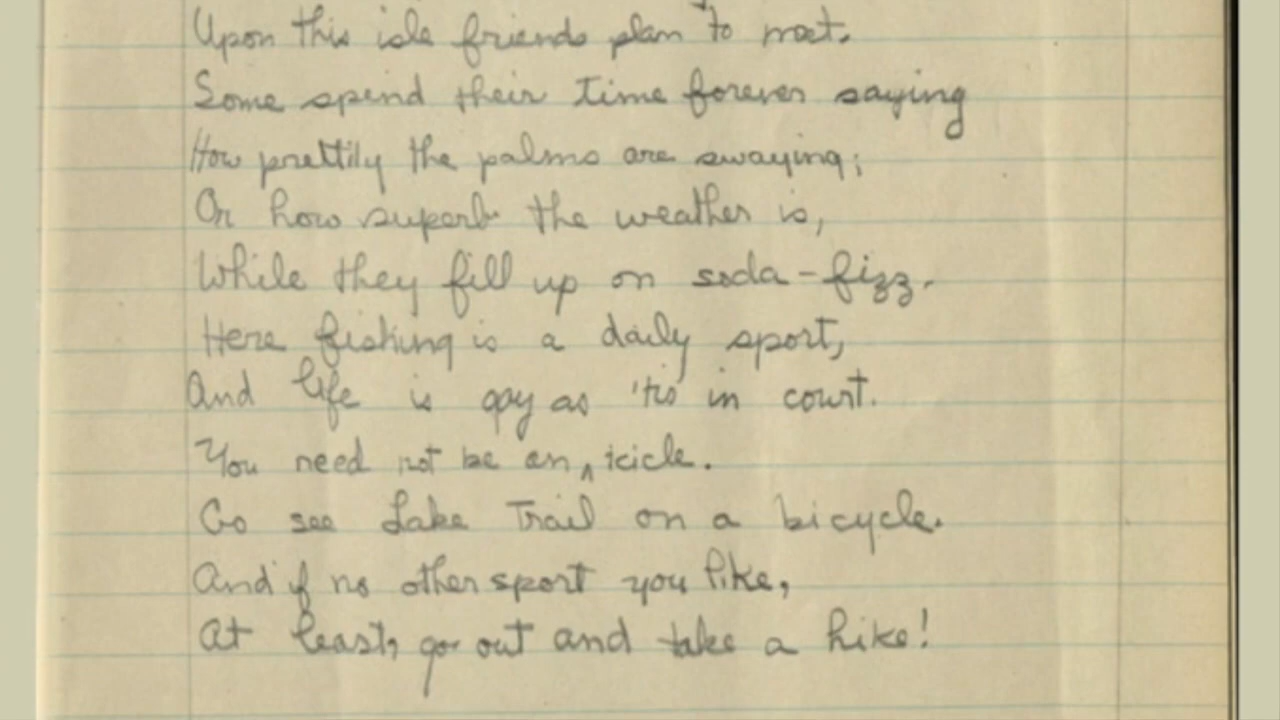 Upon this isle friends plan to meet.
Some spend their time forever saying
How prettily the palms are swaying;
Or how superb the weather is,
While they fill up on soda-fizz.
Here fishing is a daily sport,
And life is gay as 'tis in court.
You need not be an ‸ icicle.
Go see Lake Trail on a bicycle.
And if no other sport you like,
At least, go out and take a hike!